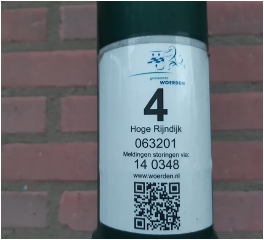 gemeente
WOERDEN
4
Hoge Rijndijk
063201
Meldingen storingen via:
14 0348
www.woerden.nl